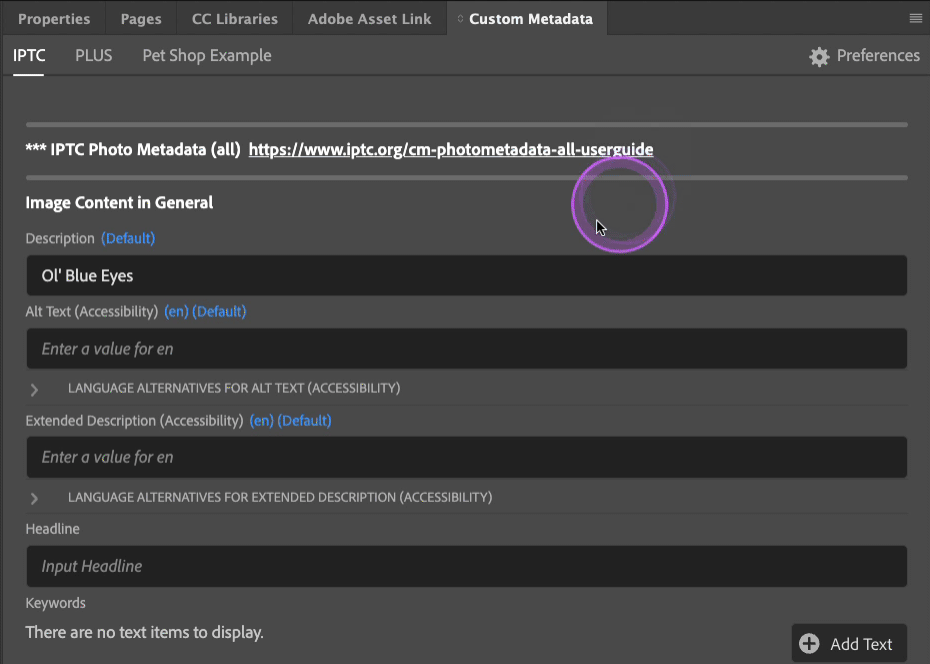 Properties Pages CC Libraries Adobe Asset Link Custom Metadata
IPTC PLUS Pet Shop Example Preferences
*** IPTC Photo Metadata (all) https://www.iptc.org/cm-photometadata-all-userguide
Image Content in General
Description (Default)
Ol' Blue Eyes
Alt Text (Accessibility) (en) (Default)
Enter a value for en
LANGUAGE ALTERNATIVES FOR ALT TEXT (ACCESSIBILITY)
Extended Description (Accessibility) (en) (Default)
Enter a value for en
LANGUAGE ALTERNATIVES FOR EXTENDED DESCRIPTION (ACCESSIBILITY)
Headline
Input Headline
Keywords
There are no text items to display.
Add Text